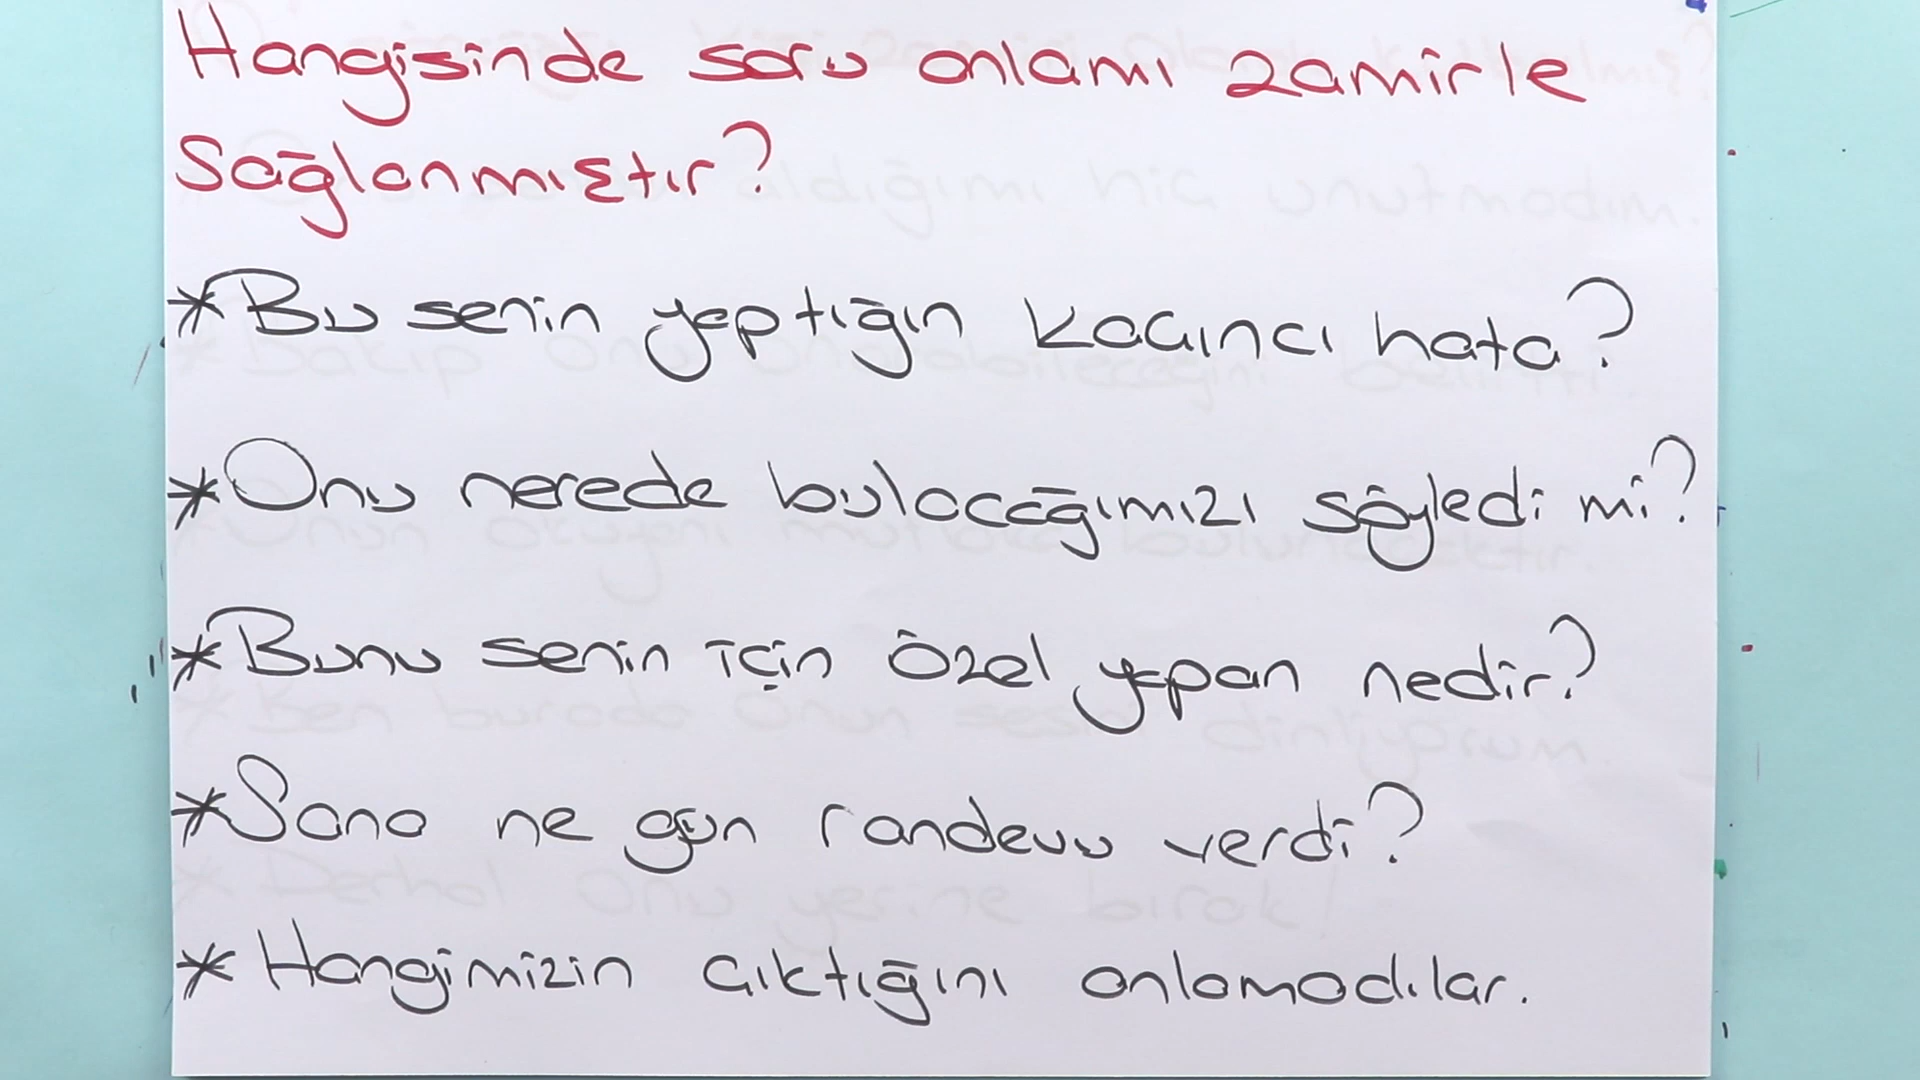 Hangisinde soru anlamı zamirle
sağlanmıştır?
*Bu senin yaptığın kaçıncı hata?
*Onu nerede bulacağımızı söyledi mi?
*Bunu senin için özel yapan nedir?
*Sana ne gün randevu verdi?
* Hangimizin çıktığını anlamadılar.